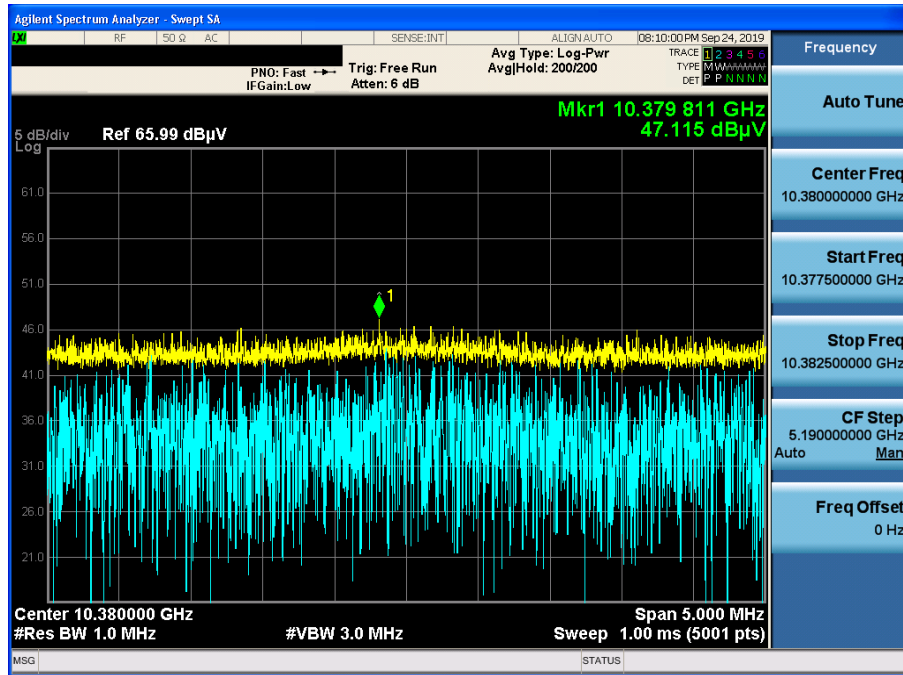 Agilent Spectrum Analyzer - Swept SA
LXI RF 50 Ω AC SENSE:INT ALIGN AUTO 08:10:00 PM Sep 24, 2019
PNO: Fast Trig: Free Run Avg Type: Log-Pwr TRACE 1 2 3 4 5 6
IFGain:Low Atten: 6 dB Avg|Hold: 200/200 TYPE M W W W W W
DET P P N N N N
Mkr1 10.379 811 GHz
47.115 dBµV
5 dB/div Ref 65.99 dBµV
Log
61.0
56.0
51.0
1
46.0
41.0
36.0
31.0
26.0
21.0
Center 10.380000 GHz Span 5.000 MHz
#Res BW 1.0 MHz #VBW 3.0 MHz Sweep 1.00 ms (5001 pts)
MSG STATUS
Frequency
Auto Tune
Center Freq
10.380000000 GHz
Start Freq
10.377500000 GHz
Stop Freq
10.382500000 GHz
CF Step
5.190000000 GHz
Auto Man
Freq Offset
0 Hz